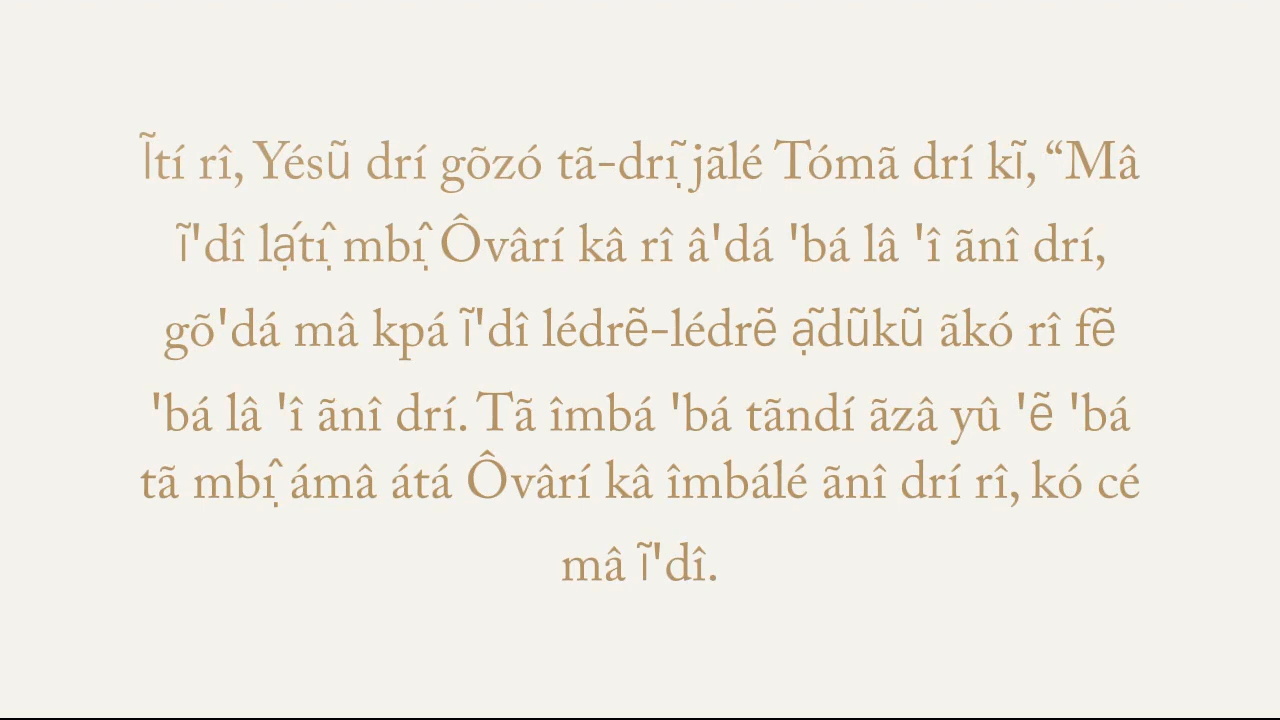 Ĩtí rî, Yésũ drí gõzó tã-drị̃ jãlé Tómã drí kĩ, “Mâ
ĩ'dî lạ́tị̂ mbị̂ Ôvârí kâ rî â'dá 'bá lâ 'î ãnî drí,
gõ'dá mâ kpá ĩ'dî lédrẽ-lédrẽ ạ̃dũkũ ãkó rî fẽ
'bá lâ 'î ãnî drí. Tã îmbá 'bá tãndí ãzâ yû 'ẽ 'bá
tã mbị̂ ámâ átá Ôvârí kâ îmbálé ãnî drí rî, kó cé
mâ ĩ'dî.